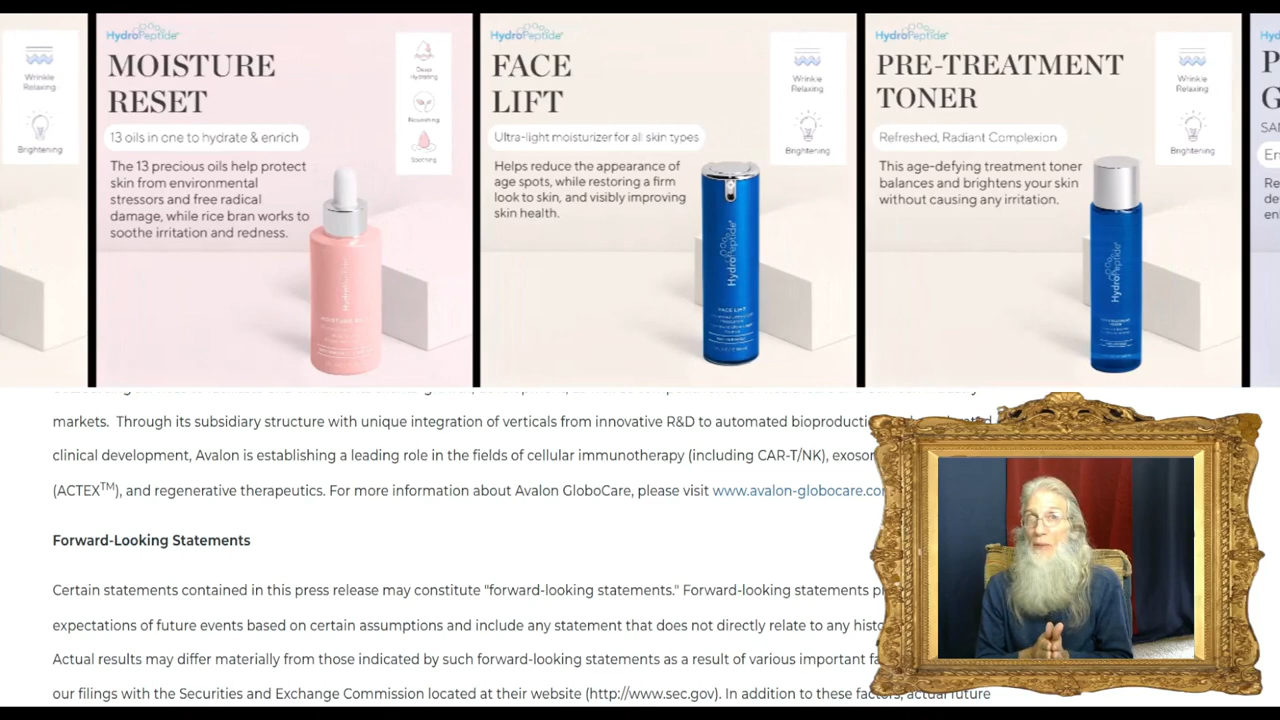 Wrinkle
Relaxing
Brightening
HydroPeptide
MOISTURE
RESET
13 oils in one to hydrate & enrich
The 13 precious oils help protect
skin from environmental
stressors and free radical
damage, while rice bran works to
soothe irritation and redness.
Deep
Hydrating
Nourishing
Soothing
HydroPeptide
HydroPeptide
FACE
LIFT
Ultra-light moisturizer for all skin types
Helps reduce the appearance of
age spots, while restoring a firm
look to skin, and visibly improving
skin health.
Wrinkle
Relaxing
Brightening
HydroPeptide
FACE LIFT
HydroPeptide
PRE-TREATMENT
TONER
Refreshed, Radiant Complexion
This age-defying treatment toner
balances and brightens your skin
without causing any irritation.
Wrinkle
Relaxing
Brightening
HydroPeptide
markets. Through its subsidiary structure with unique integration of verticals from innovative R&D to automated
clinical development, Avalon is establishing a leading role in the fields of cellular immunotherapy (including CAR-T/NK),
(ACTEX™), and regenerative therapeutics. For more information about Avalon GloboCare, please visit www.avalon-globocare.co
Forward-Looking Statements
Certain statements contained in this press release may constitute "forward-looking statements." Forward-looking statements
expectations of future events based on certain assumptions and include any statement that does not directly relate to any
Actual results may differ materially from those indicated by such forward-looking statements as a result of various important
our filings with the Securities and Exchange Commission located at their website (http://www.sec.gov). In addition to these factors, actual future